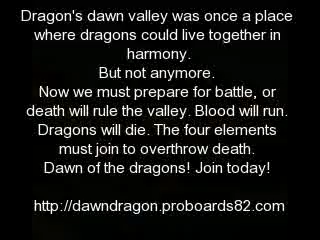 Dragon's dawn valley was once a place
where dragons could live together in
harmony.
But not anymore.
Now we must prepare for battle, or
death will rule the valley. Blood will run.
Dragons will die. The four elements
must join to overthrow death.
Dawn of the dragons! Join today!
http://dawndragon.proboards82.com